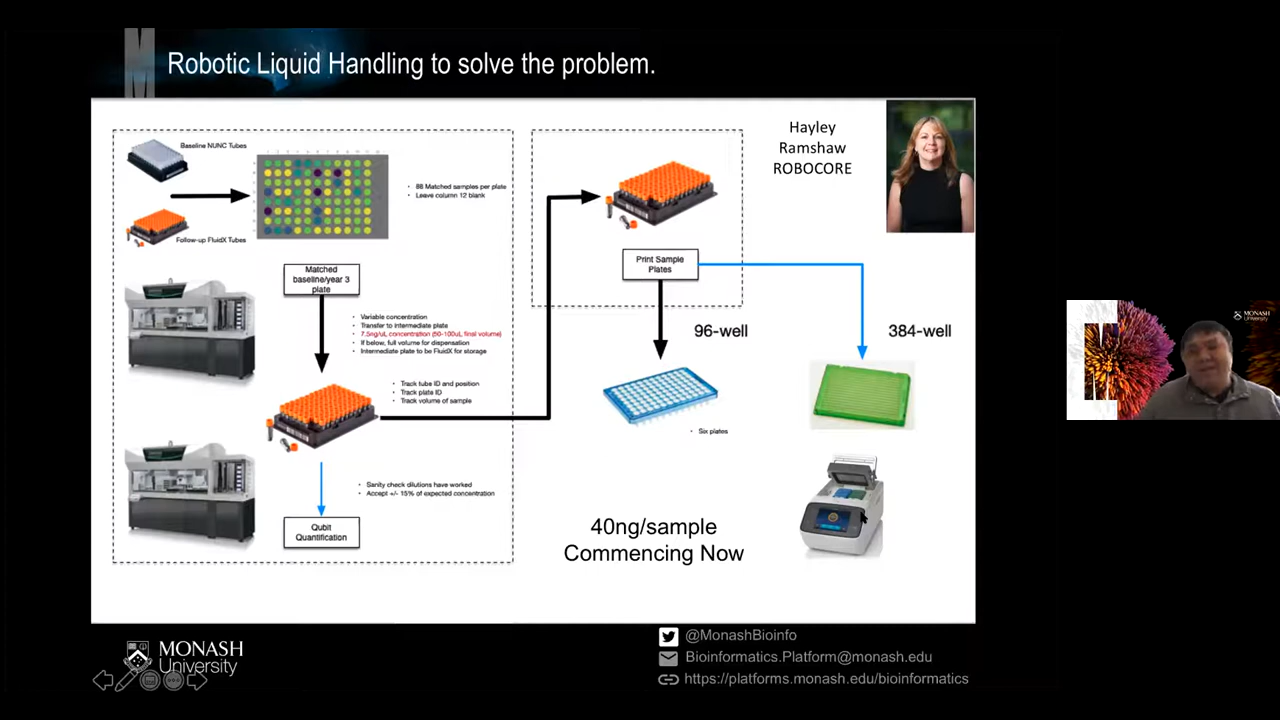 Robotic Liquid Handling to solve the problem.
Baseline NUNC Tubes
Follow-up FluidX Tubes
• 88 Matched samples per plate
• Leave column 12 blank
Matched
baseline/year 3
plate
• Variable concentration
• Transfer to intermediate plate
• 7.5ng/uL concentration (50-100uL final volume)
• If below, full volume for dispensation
• Intermediate plate to be FluidX for storage
• Track tube ID and position
• Track plate ID
• Track volume of sample
• Sanity check dilutions have worked
• Accept +/- 15% of expected concentration
Qubit
Quantification
Print Sample
Plates
96-well
• Six plates
384-well
40ng/sample
Commencing Now
Hayley
Ramshaw
ROBOCORE
MONASH
University
@MonashBioinfo
Bioinformatics.Platform@monash.edu
https://platforms.monash.edu/bioinformatics
MONASH
University